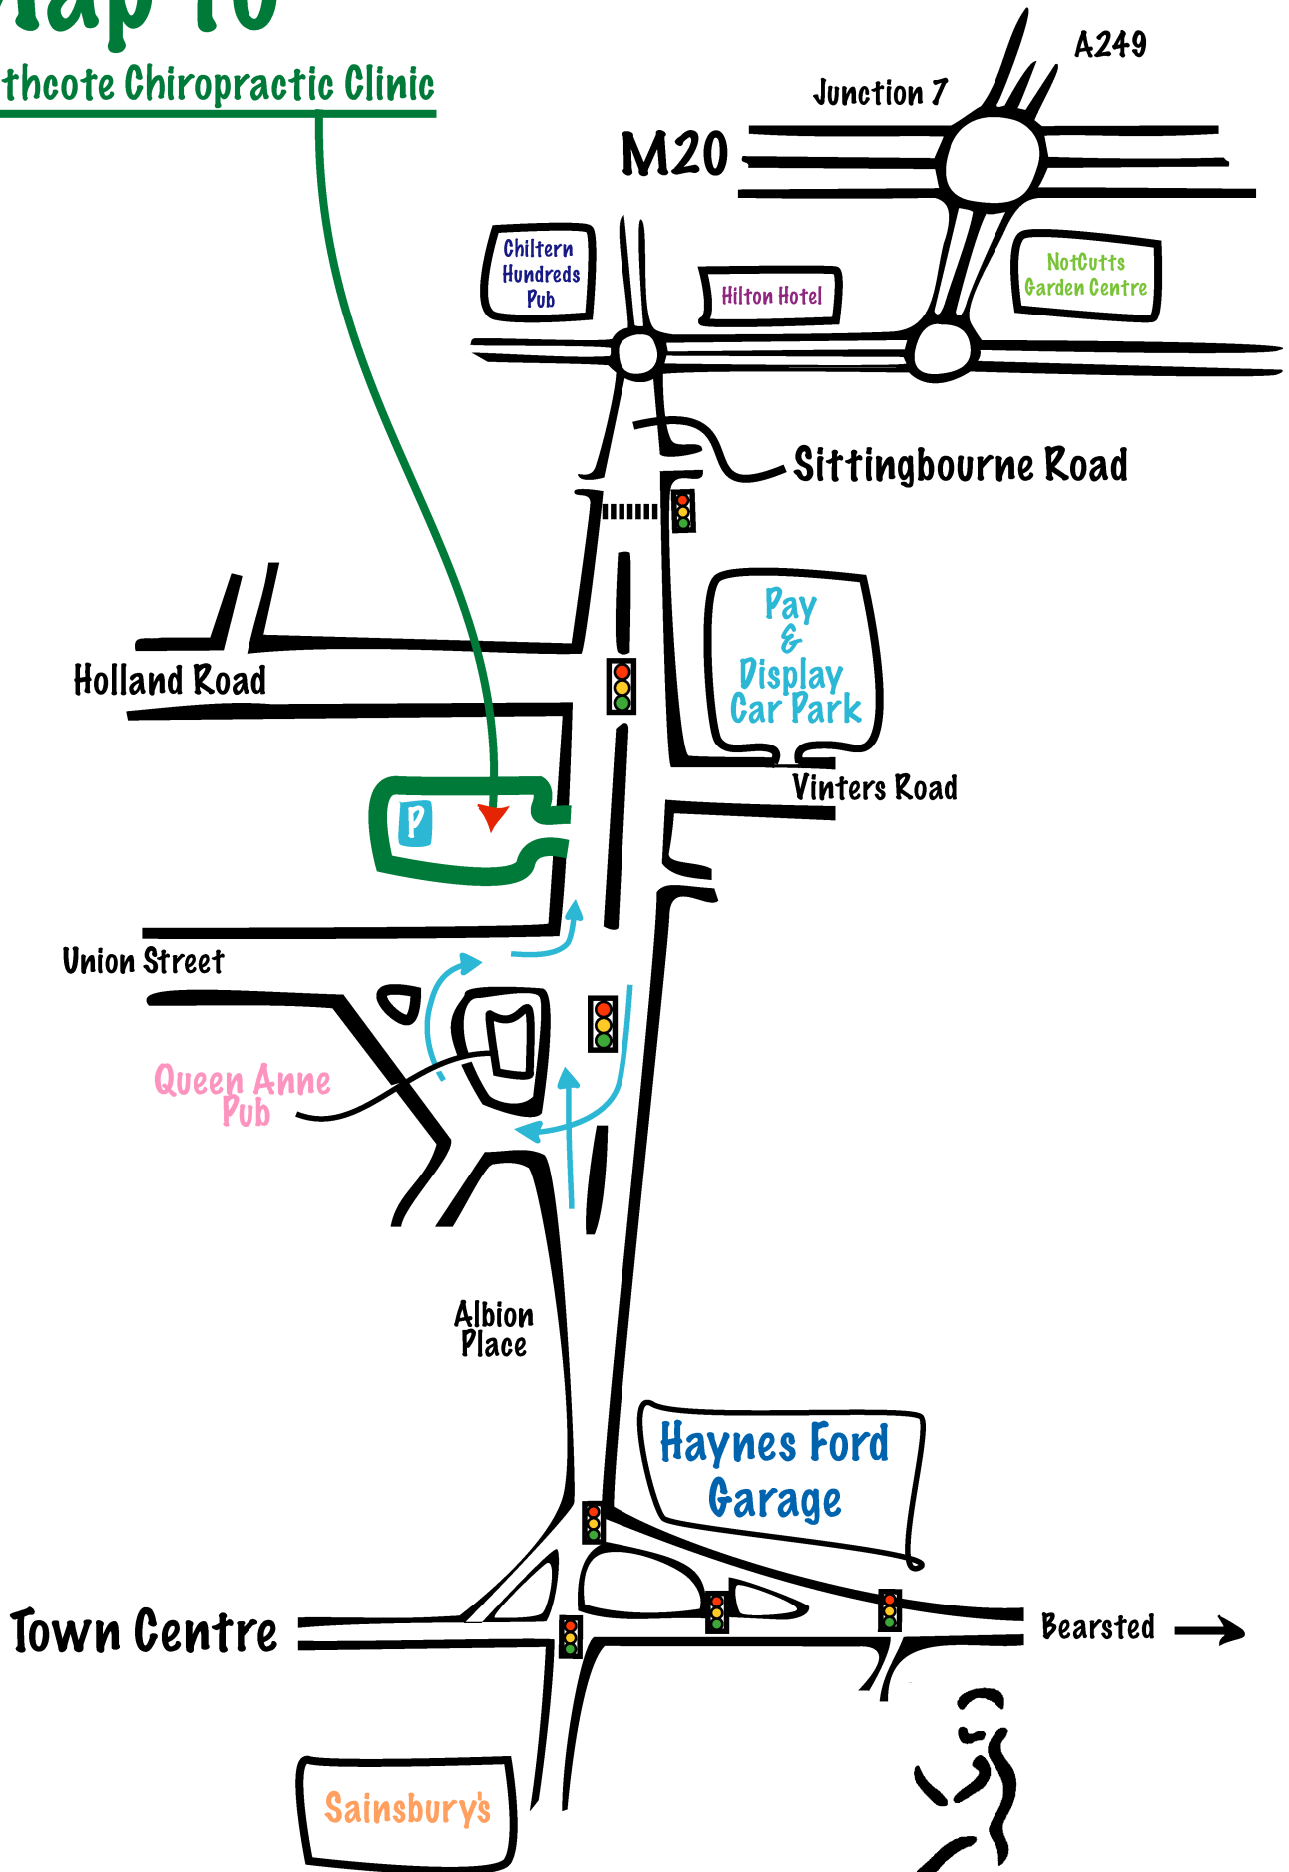 Map To
thcote Chiropractic Clinic
A249
Junction 7
M20
Chiltern
Hundreds
Pub
Hilton Hotel
NotCutts
Garden Centre
Sittingbourne Road
Pay
&
Display
Car Park
Holland Road
Vinters Road
P
Union Street
Queen Anne
Pub
Albion
Place
Haynes Ford
Garage
Town Centre
Bearsted
Sainsbury's